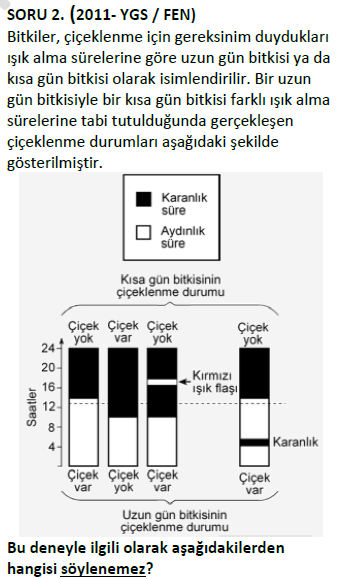 SORU 2. (2011- YGS / FEN)
Bitkiler, çiçeklenme için gereksinim duydukları
ışık alma sürelerine göre uzun gün bitkisi ya da
kısa gün bitkisi olarak isimlendirilir. Bir uzun
gün bitkisiyle bir kısa gün bitkisi farklı ışık alma
sürelerine tabi tutulduğunda gerçekleşen
çiçeklenme durumları aşağıdaki şekilde
gösterilmiştir.
Karanlık
süre
Aydınlık
süre
Kısa gün bitkisinin
çiçeklenme durumu
Çiçek Çiçek Çiçek Çiçek
yok var yok yok
24
20
16
12
8
4
Saatler
Kırmızı
ışık flaşı
Karanlık
Çiçek Çiçek Çiçek Çiçek
var yok var var
Uzun gün bitkisinin
çiçeklenme durumu
Bu deneyle ilgili olarak aşağıdakilerden
hangisi söylenemez?